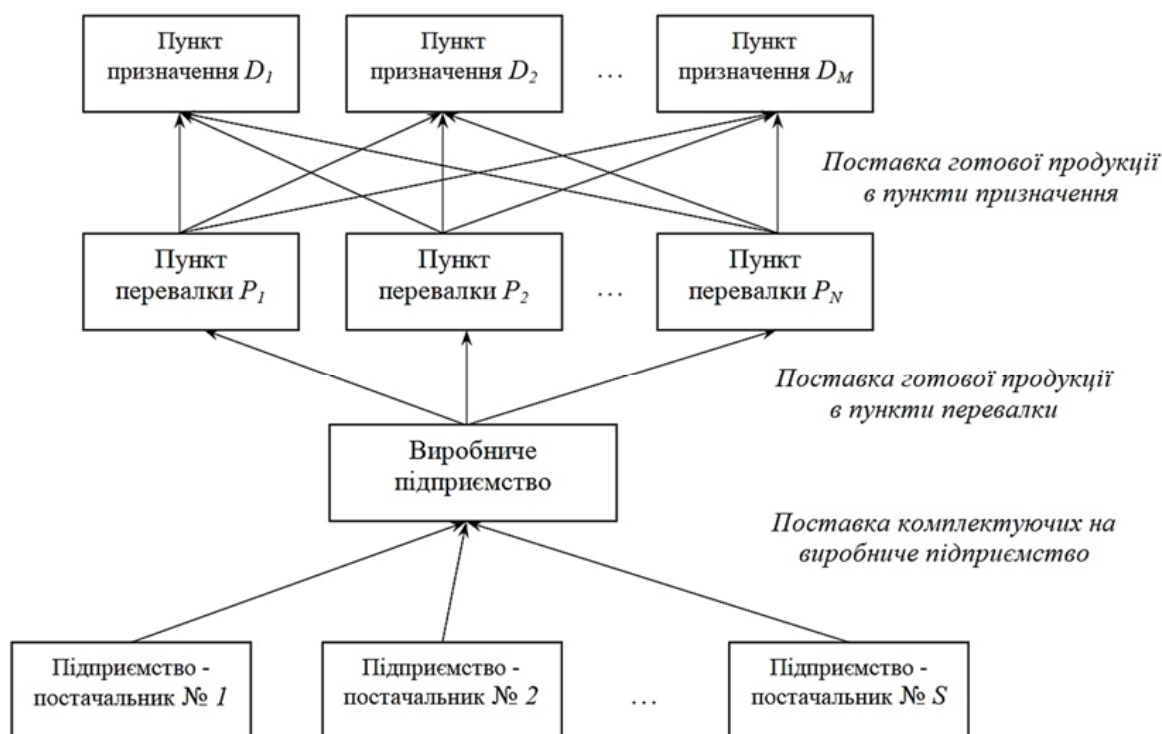 Пункт
призначення D1
Пункт
призначення D2
...
Пункт
призначення DM
Поставка готової продукції
в пункти призначення
Пункт
перевалки P1
Пункт
перевалки P2
...
Пункт
перевалки PN
Поставка готової продукції
в пункти перевалки
Виробниче
підприємство
Поставка комплектуючих на
виробниче підприємство
Підприємство -
постачальник № 1
Підприємство -
постачальник № 2
...
Підприємство -
постачальник № S